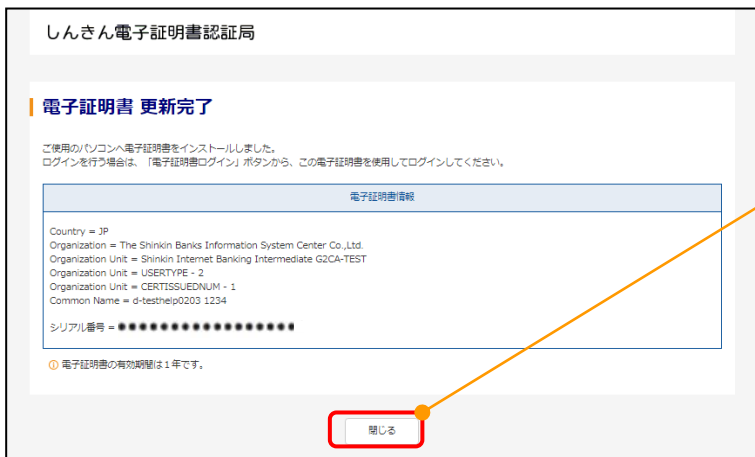 しんきん電子証明書認証局
電子証明書 更新完了
ご使用のパソコンへ電子証明書をインストールしました。
ログインを行う場合は、「電子証明書ログイン」ボタンから、この電子証明書を使用してログインしてください。
電子証明書情報
Country = JP
Organization = The Shinkin Banks Information System Center Co.,Ltd.
Organization Unit = Shinkin Internet Banking Intermediate G2CA-TEST
Organization Unit = USERTYPE - 2
Organization Unit = CERTISSUEDNUM - 1
Common Name = d-testhelp0203 1234
シリアル番号 = ●●●●●●●●●●●●●●●●●
電子証明書の有効期間は1年です。
閉じる